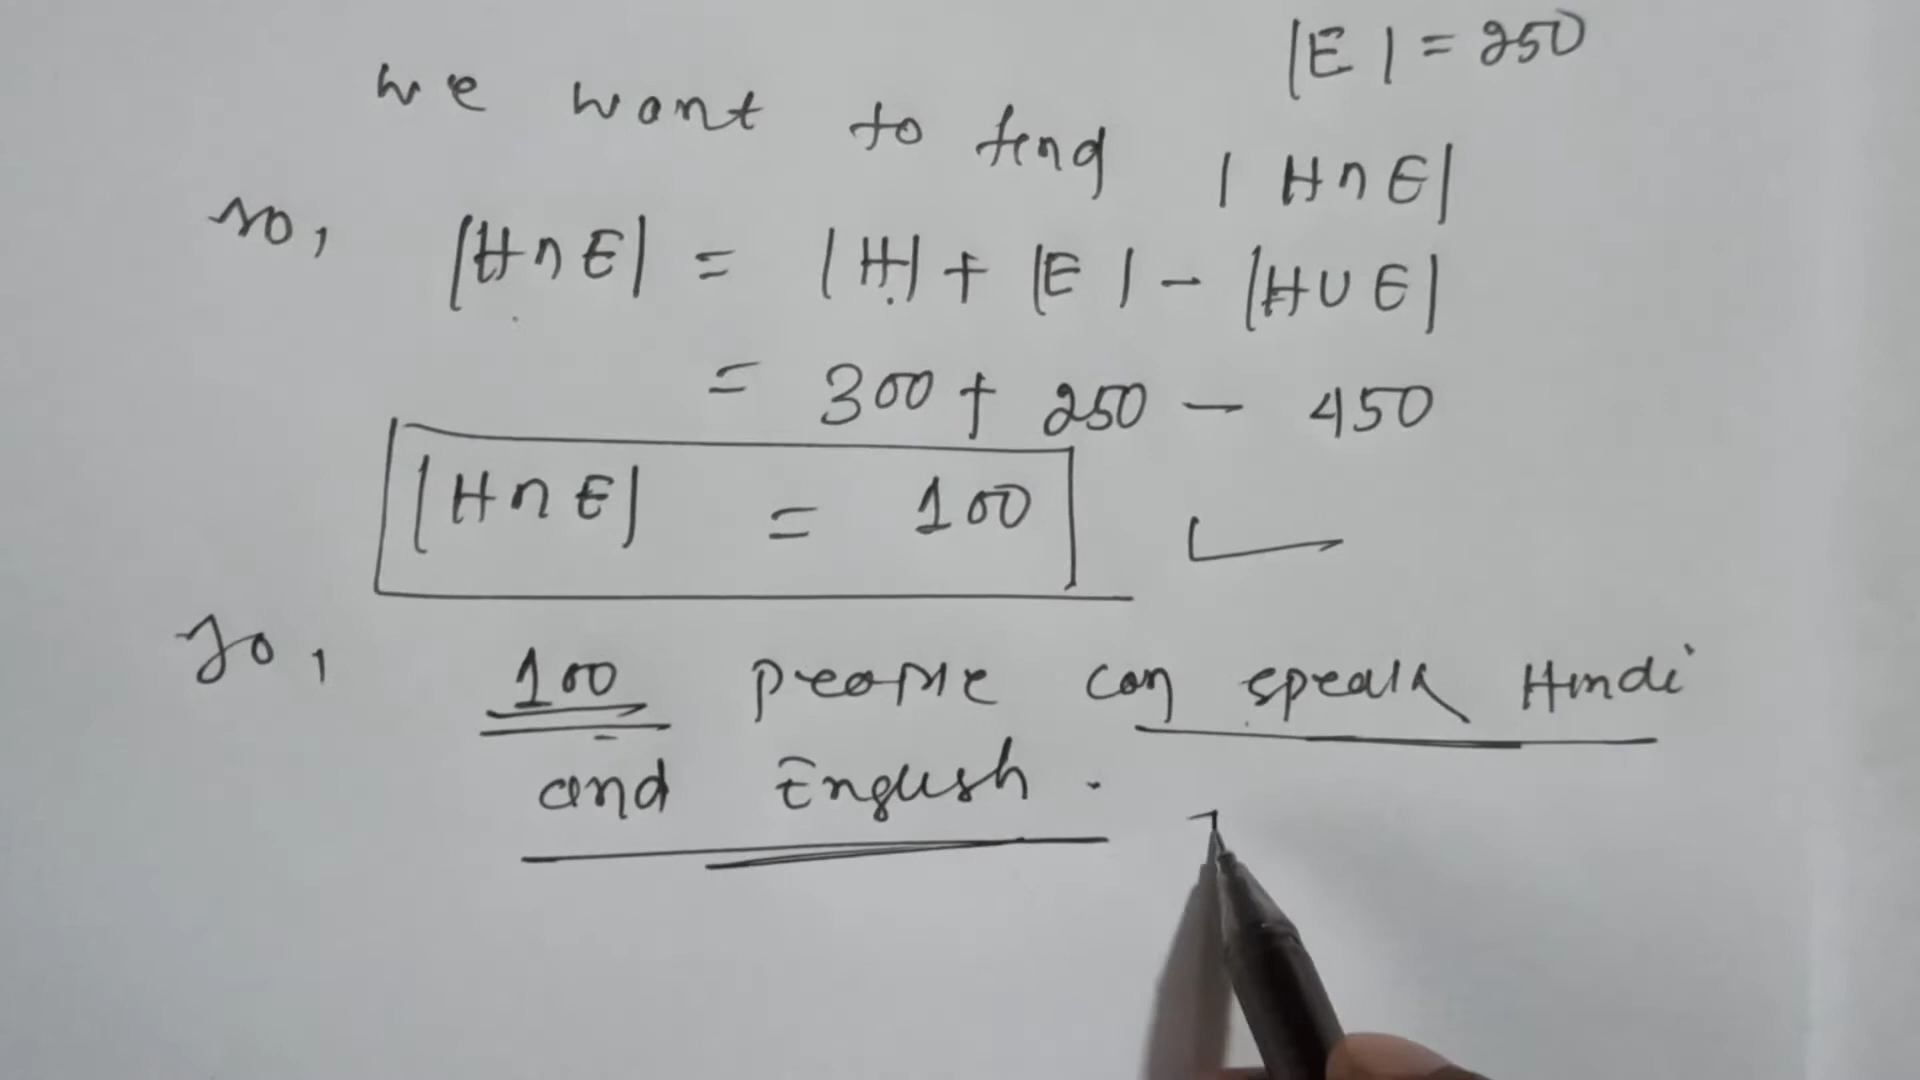 |E| = 250
we want to find |H∩E|
so, |H∩E| = |H| + |E| - |H∪E|
= 300 + 250 - 450
|H∩E| = 100
so, 100 people can speak Hindi
and English.